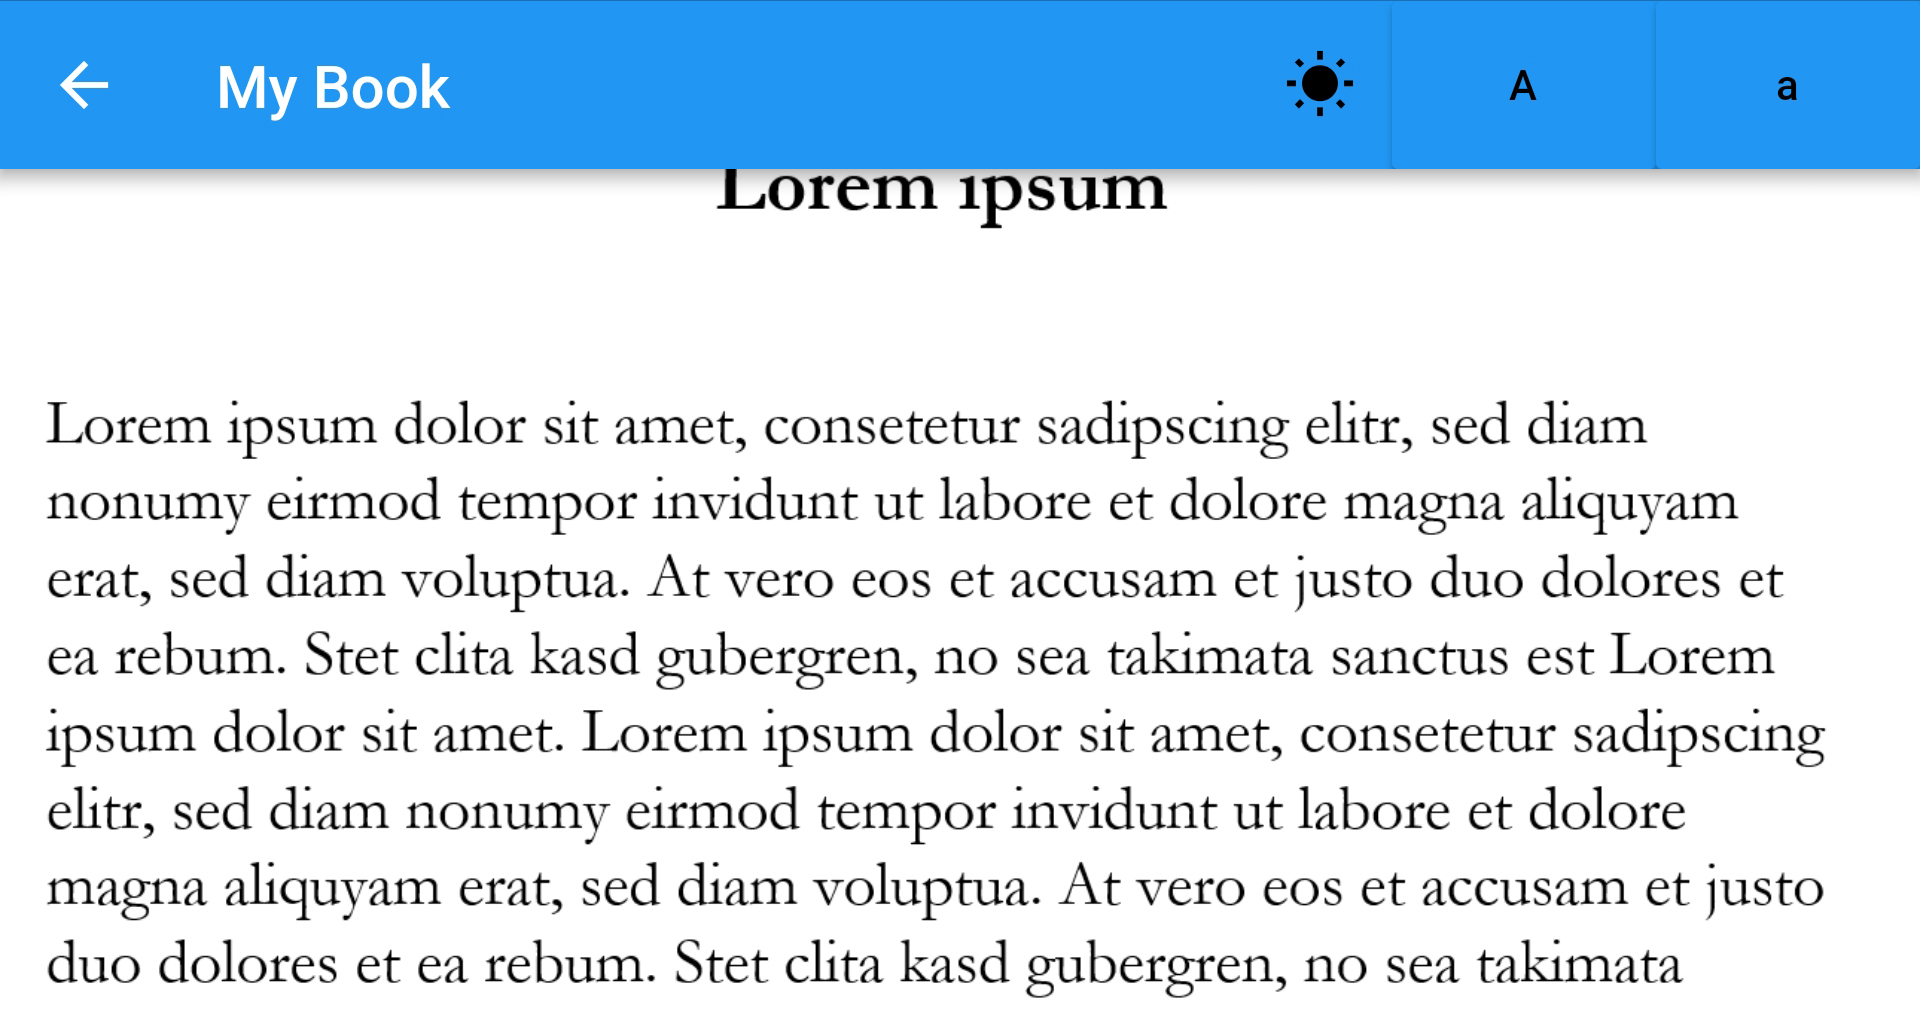 My Book
A
a
Lorem ipsum
Lorem ipsum dolor sit amet, consetetur sadipscing elitr, sed diam
nonumy eirmod tempor invidunt ut labore et dolore magna aliquyam
erat, sed diam voluptua. At vero eos et accusam et justo duo dolores et
ea rebum. Stet clita kasd gubergren, no sea takimata sanctus est Lorem
ipsum dolor sit amet. Lorem ipsum dolor sit amet, consetetur sadipscing
elitr, sed diam nonumy eirmod tempor invidunt ut labore et dolore
magna aliquyam erat, sed diam voluptua. At vero eos et accusam et justo
duo dolores et ea rebum. Stet clita kasd gubergren, no sea takimata